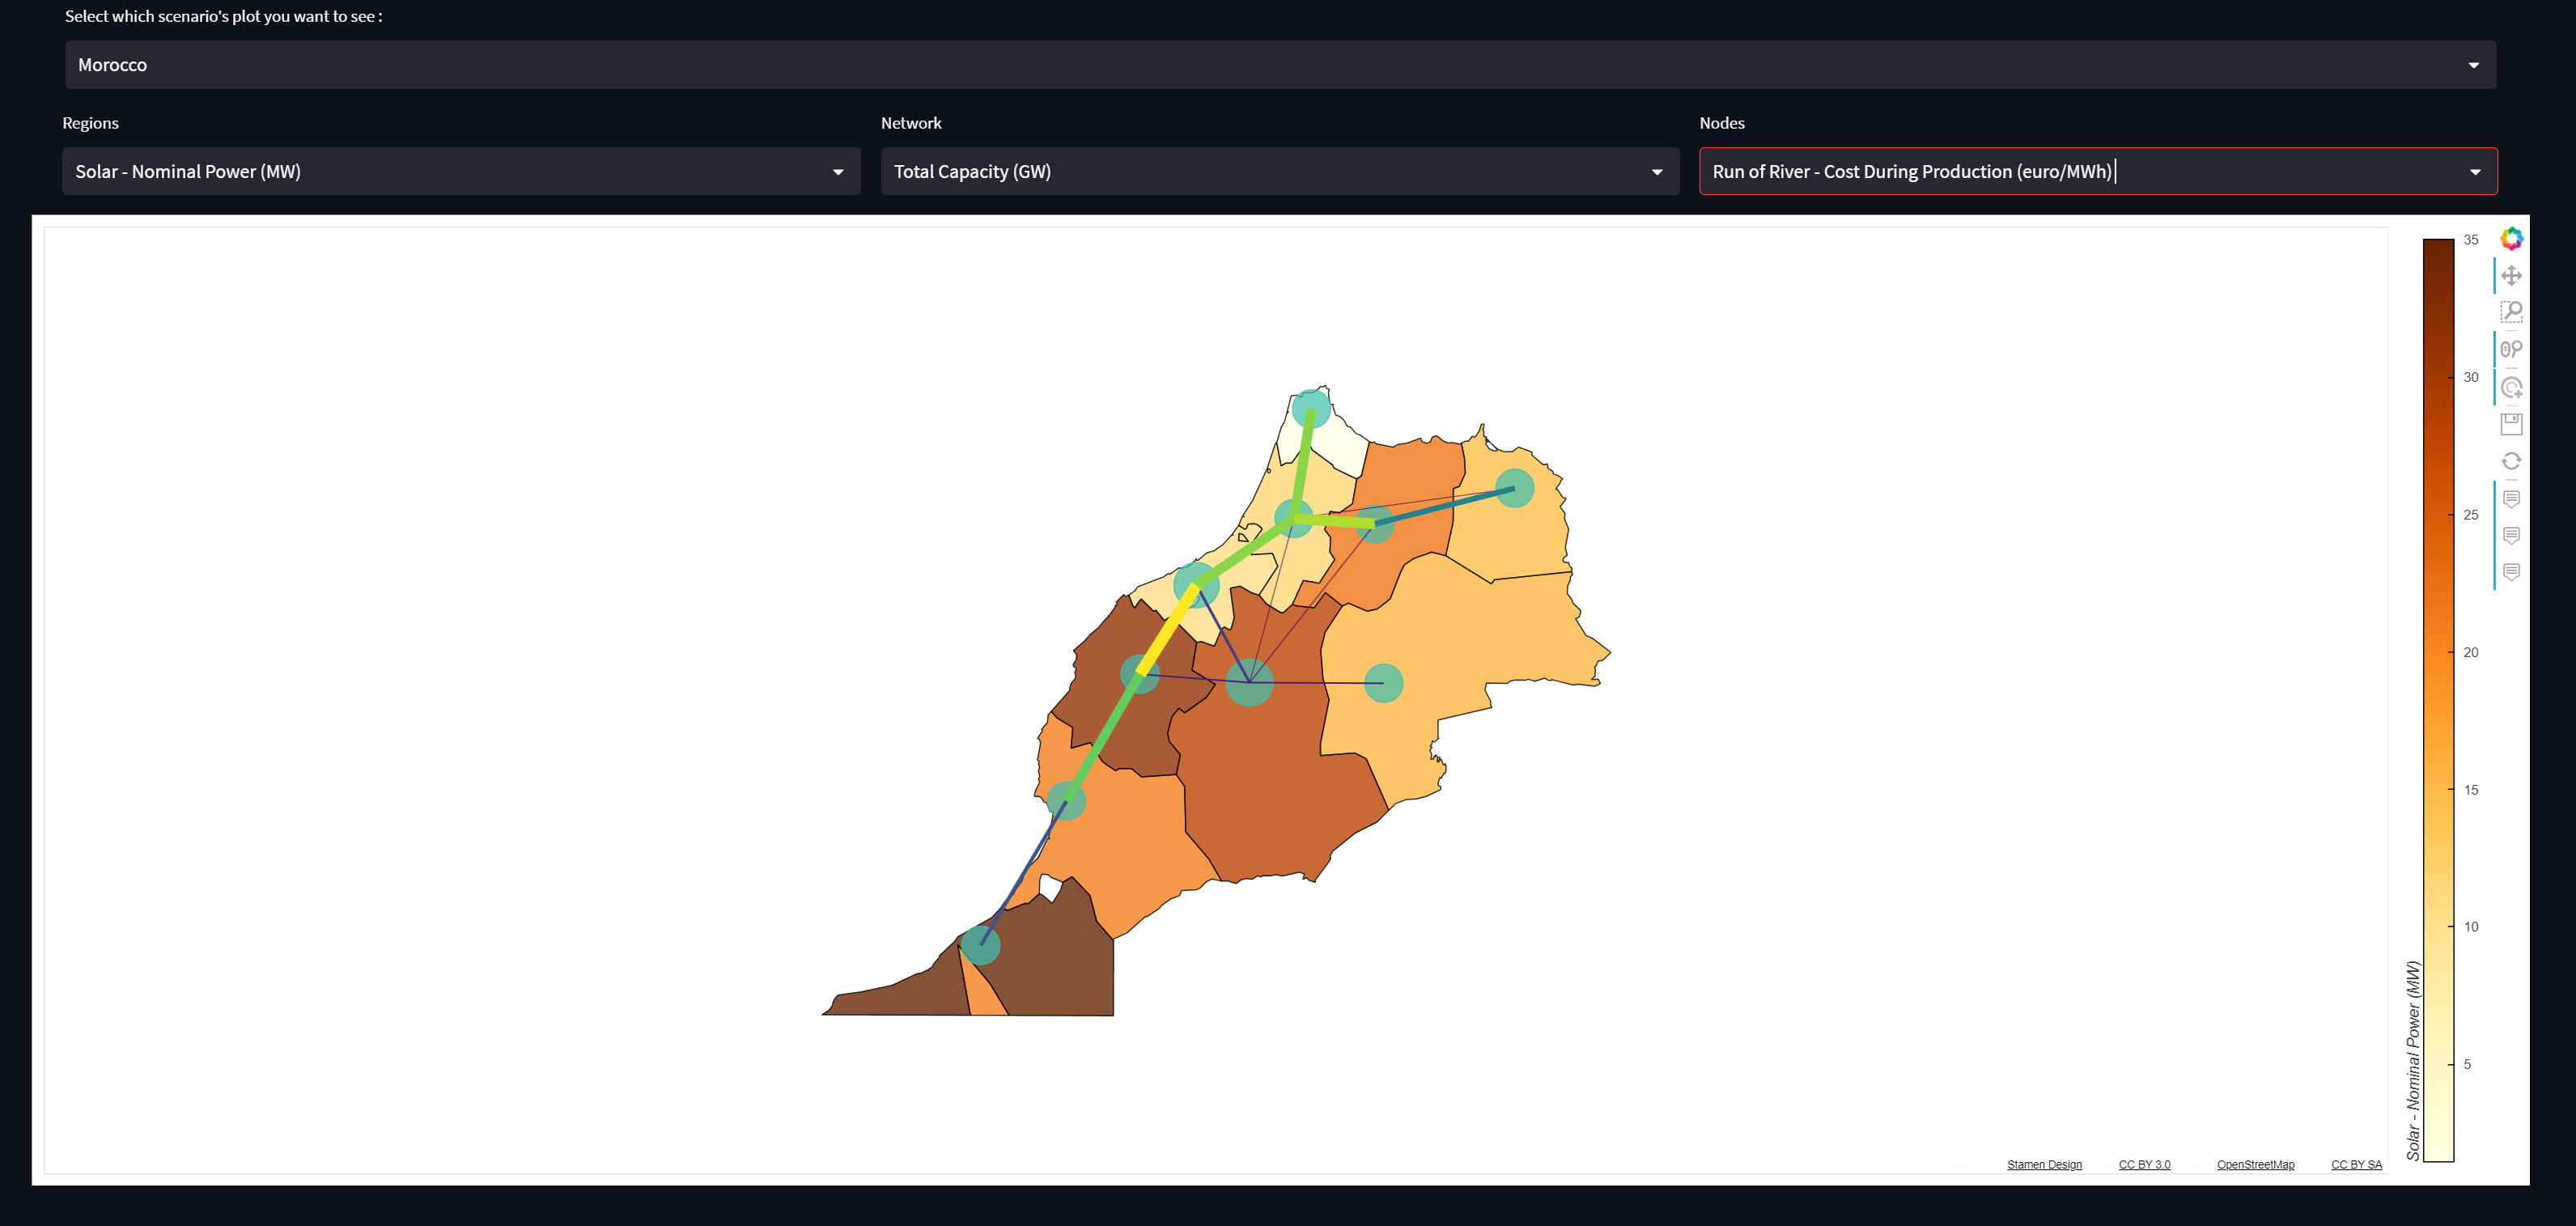 Select which scenario's plot you want to see :
Morocco
Regions
Network
Nodes
Solar - Nominal Power (MW)
Total Capacity (GW)
Run of River - Cost During Production (euro/MWh)
35
30
25
20
15
10
5
Solar - Nominal Power (MW)
Stamen Design
CC BY 3.0
OpenStreetMap
CC BY SA